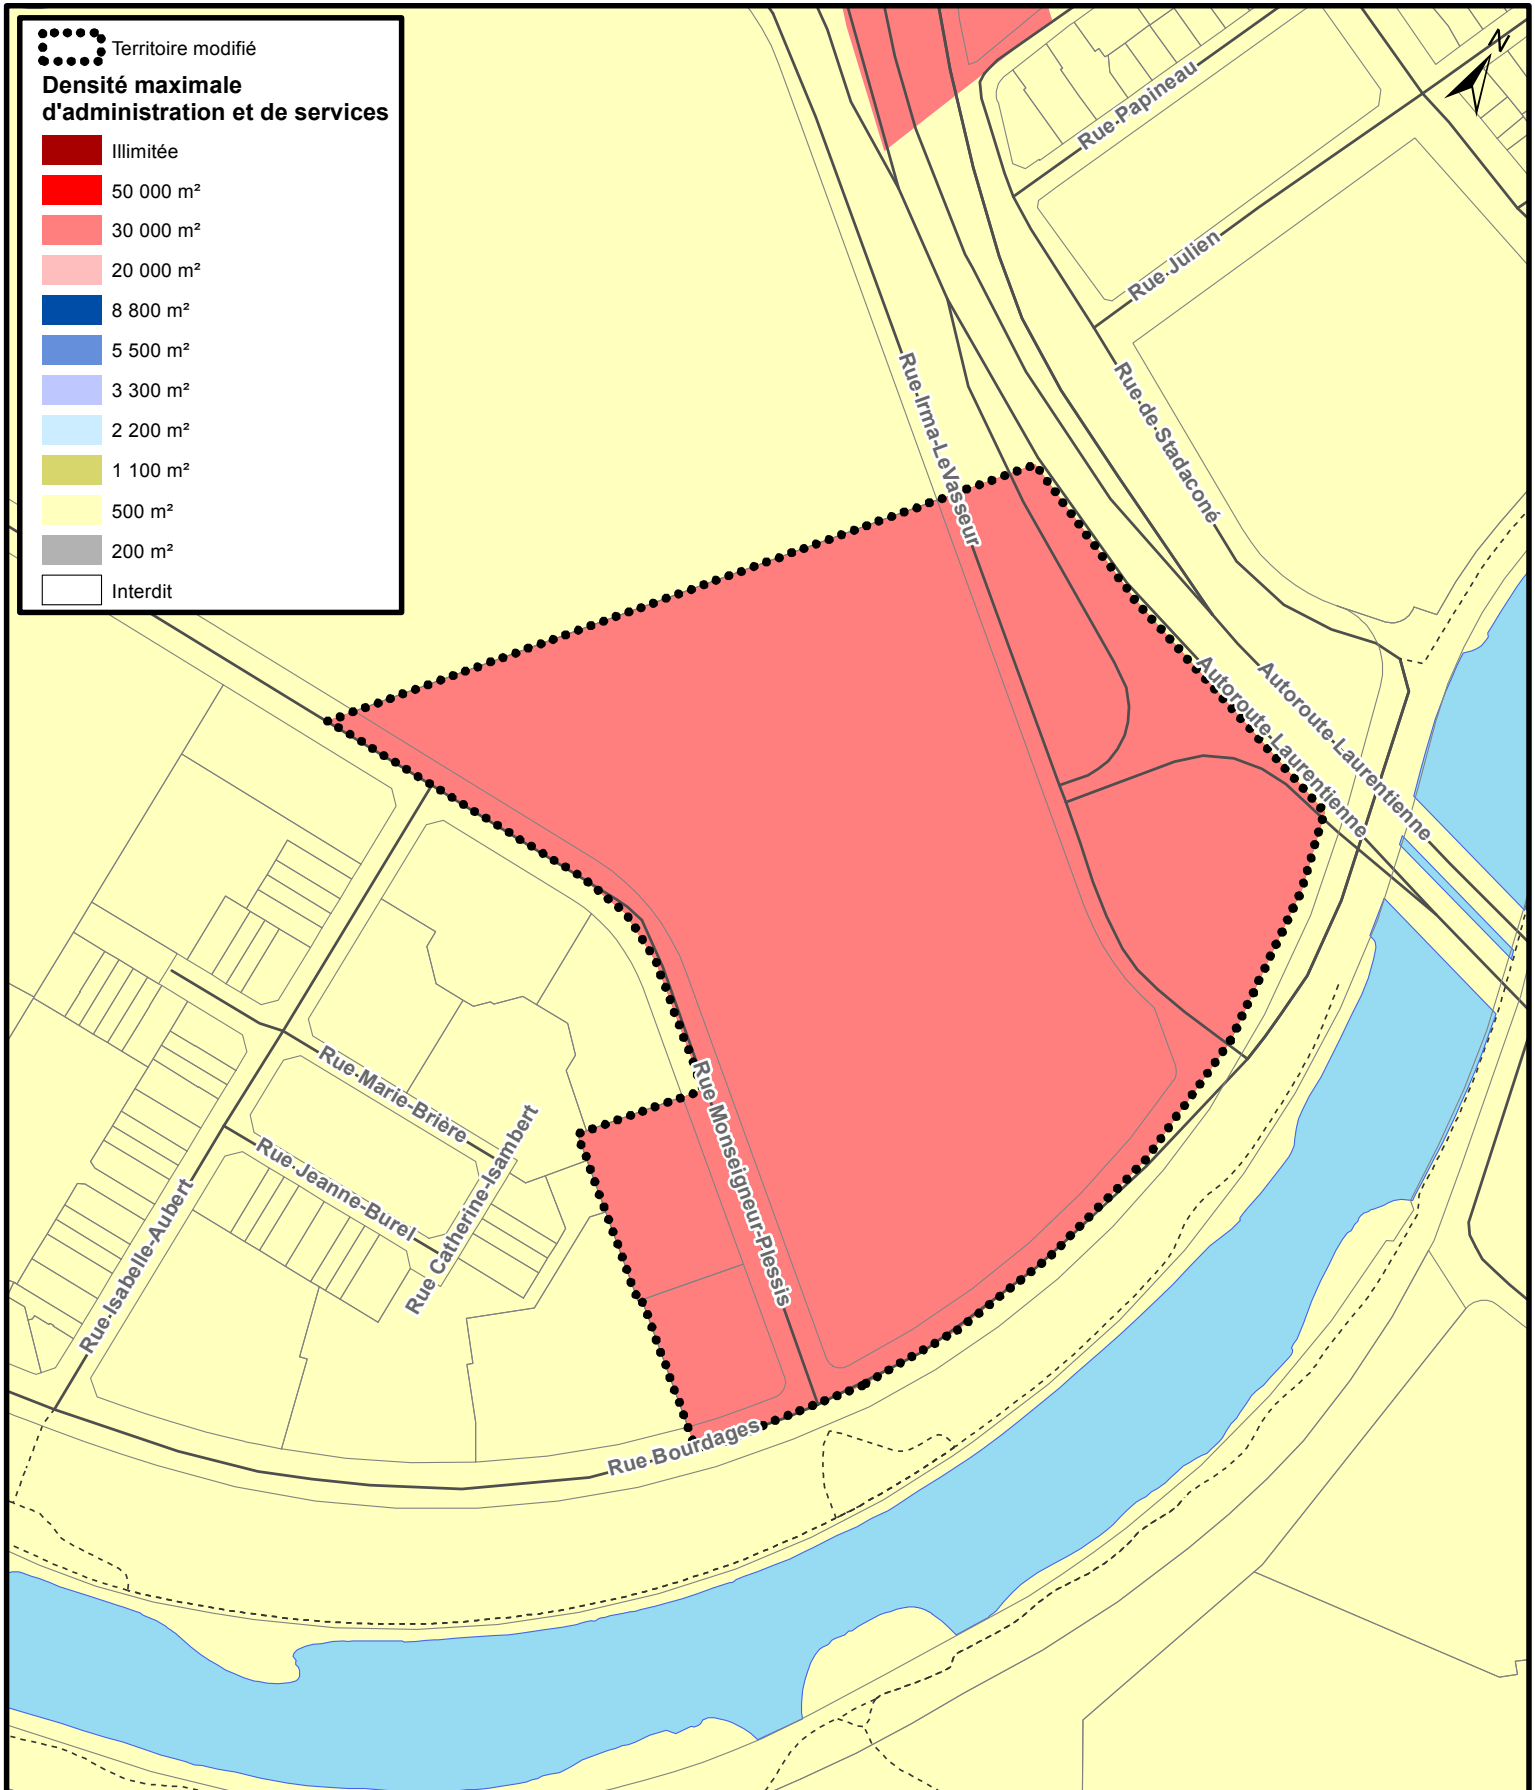 Territoire modifié
Densité maximale
d'administration et de services
Illimitée
50 000 m²
30 000 m²
20 000 m²
8 800 m²
5 500 m²
3 300 m²
2 200 m²
1 100 m²
500 m²
200 m²
Interdit
N
Rue Papineau
Rue Julien
Rue de Stadaconé
Rue Irma-LeVasseur
Autoroute Laurentienne
Autoroute Laurentienne
Rue Marie-Brière
Rue Jeanne-Burel
Rue Catherine-Isambert
Rue Isabelle-Aubert
Rue Monseigneur-Plessis
Rue Bourdages